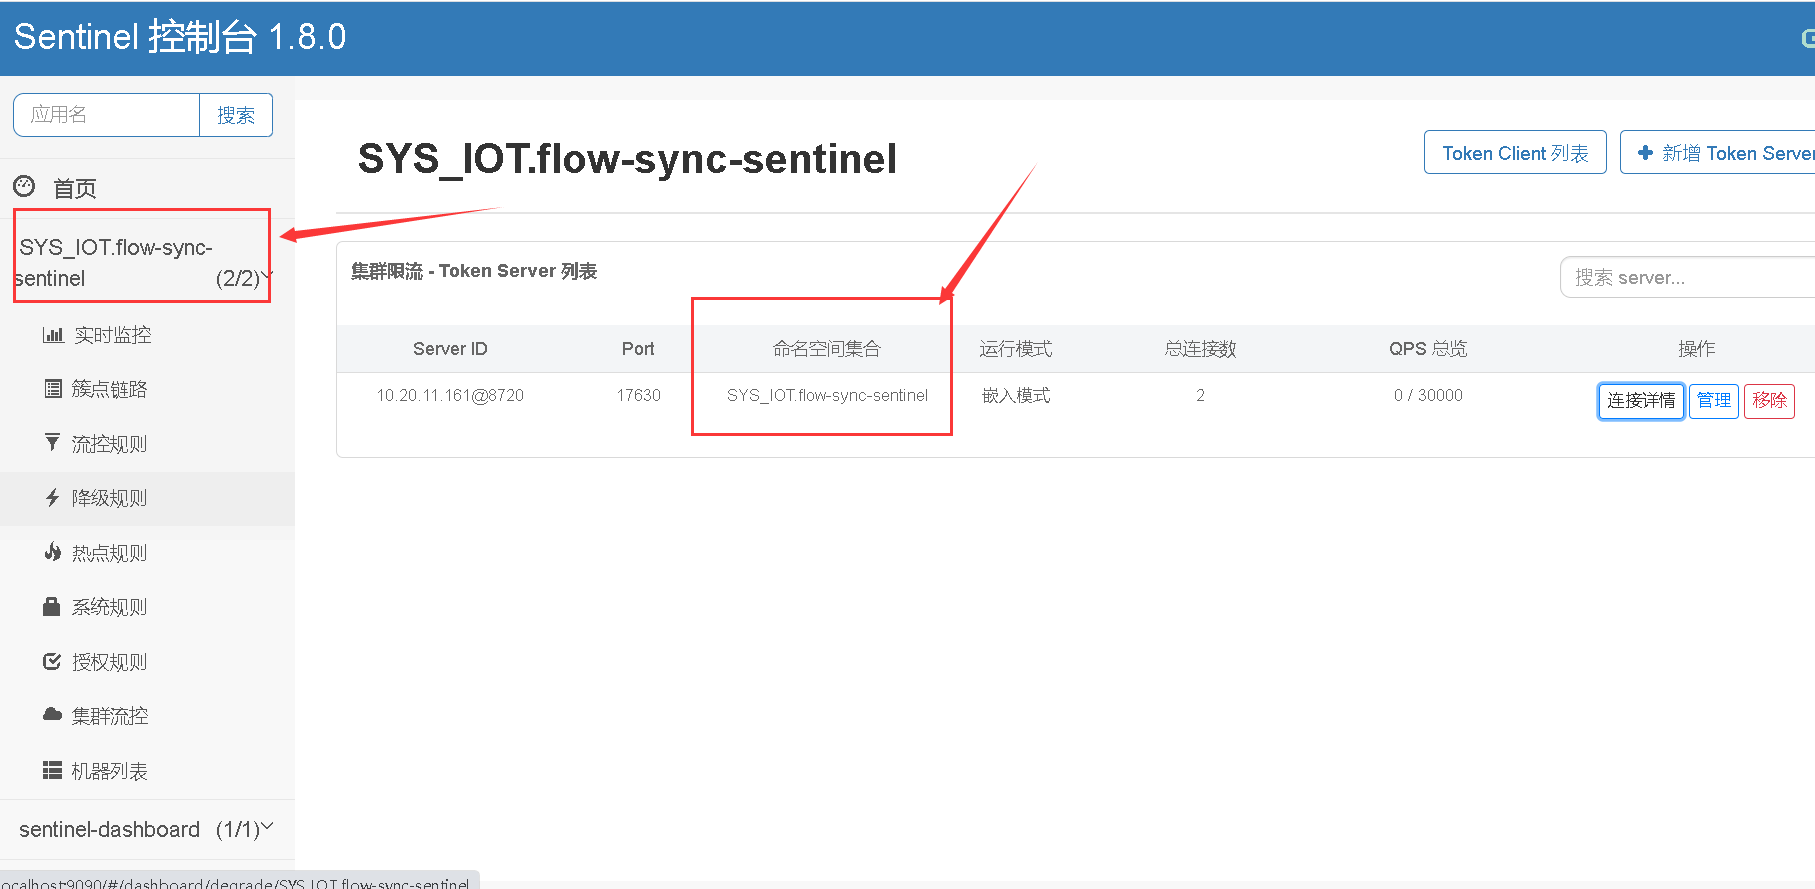 Sentinel 控制台 1.8.0
应用名 搜索
首页
SYS_IOT.flow-sync-
sentinel (2/2)
实时监控
簇点链路
流控规则
降级规则
热点规则
系统规则
授权规则
集群流控
机器列表
sentinel-dashboard (1/1)
SYS_IOT.flow-sync-sentinel
Token Client 列表
新增 Token Server
集群限流 - Token Server 列表
搜索 server...
Server ID Port 命名空间集合 运行模式 总连接数 QPS 总览 操作
10.20.11.161@8720 17630 SYS_IOT.flow-sync-sentinel 嵌入模式 2 0 / 30000 连接详情 管理 移除
ocalhost:9090/#/dashboard/degrade/SYS_IOT.flow-sync-sentinel